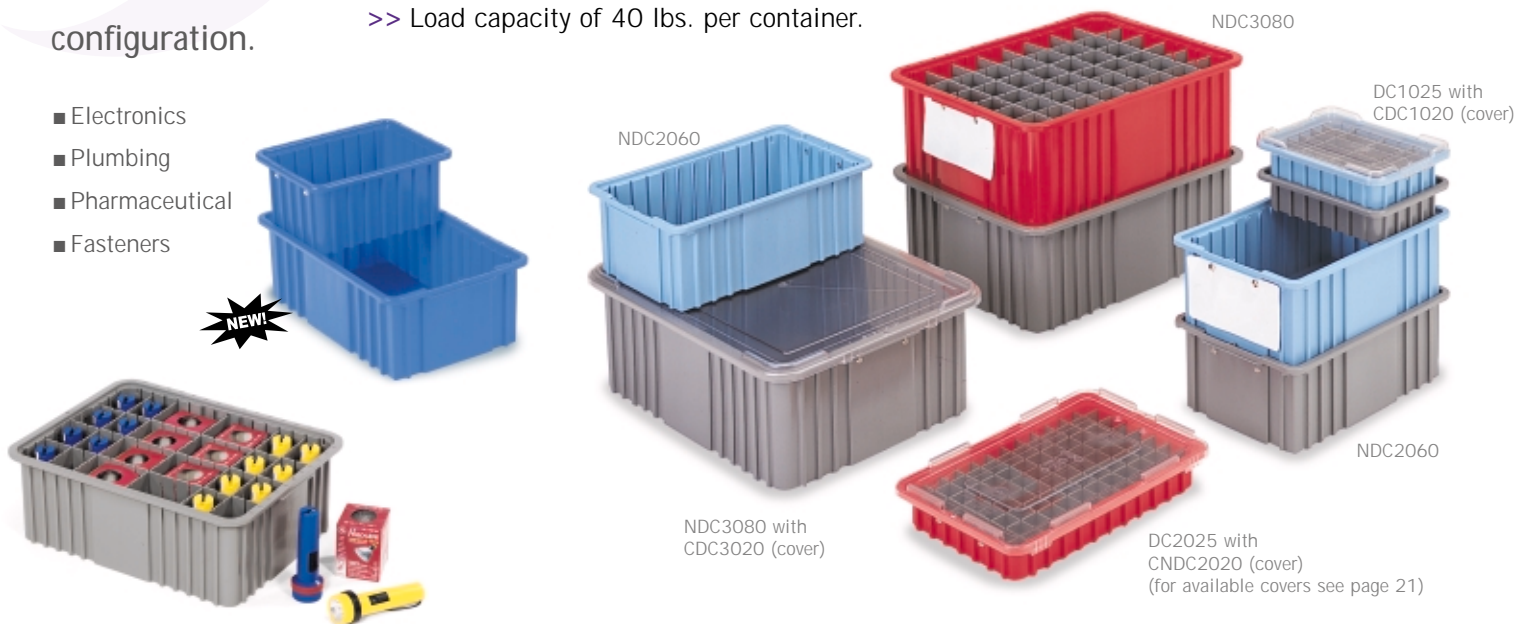 configuration.
>> Load capacity of 40 lbs. per container.
■ Electronics
■ Plumbing
■ Pharmaceutical
■ Fasteners
NEW!
NDC2060
NDC3080
DC1025 with
CDC1020 (cover)
NDC2060
NDC3080 with
CDC3020 (cover)
DC2025 with
CNDC2020 (cover)
(for available covers see page 21)